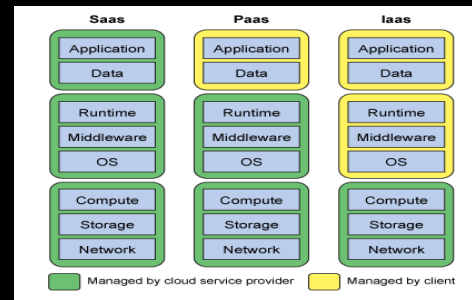 Saas Paas Iaas
Application Application Application
Data Data Data
Runtime Runtime Runtime
Middleware Middleware Middleware
OS OS OS
Compute Compute Compute
Storage Storage Storage
Network Network Network
Managed by cloud service provider Managed by client